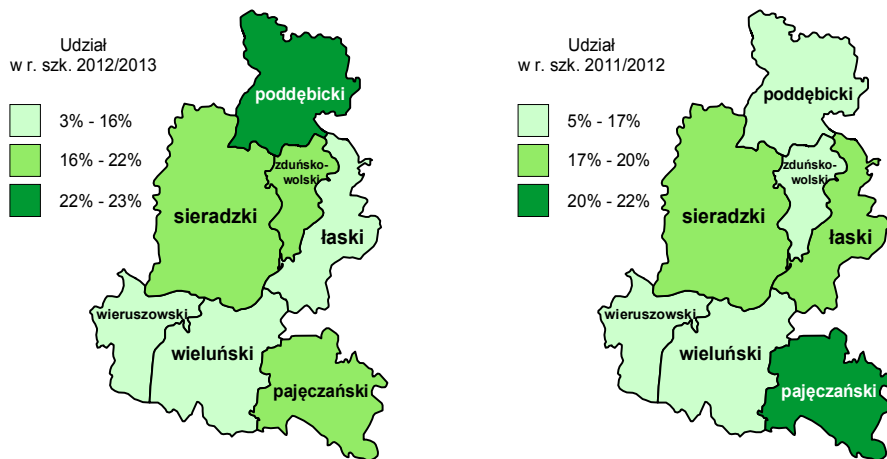 Udział
w r. szk. 2012/2013
3% - 16%
16% - 22%
22% - 23%
poddębicki
zduńsko-
wolski
sieradzki
łaski
wieruszowski
wieluński
pajęczański
Udział
w r. szk. 2011/2012
5% - 17%
17% - 20%
20% - 22%
poddębicki
zduńsko-
wolski
sieradzki
łaski
wieruszowski
wieluński
pajęczański